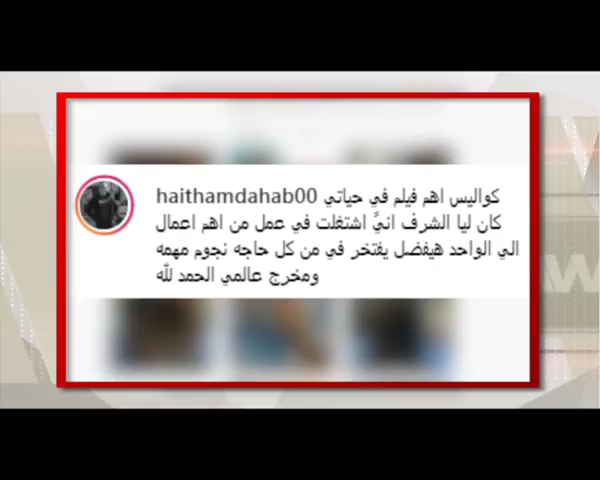 haithamdahab00 كواليس اهم فيلم في حياتي
كان ليا الشرف انيً اشتغلت في عمل من اهم اعمال
الي الواحد هيفضل يفتخر في من كل حاجه نجوم مهمه
ومخرج عالمي الحمد لله